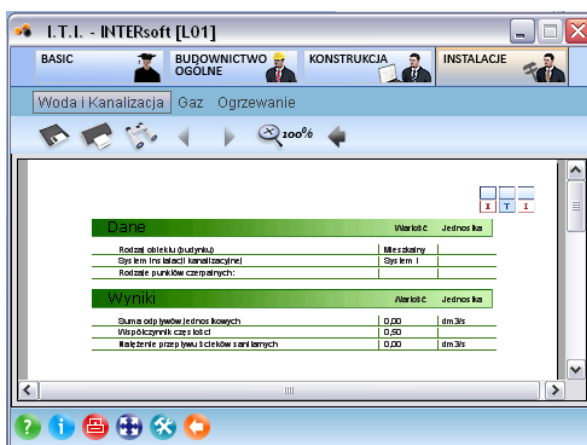 I.T.I. - INTERsoft [L01]
BASIC
BUDOWNICTWO
OGÓLNE
KONSTRUKCJA
INSTALACJE
Woda i Kanalizacja Gaz Ogrzewanie
100%
I T I
Dane Wartość Jednostka
Rodzaj obiektu (budynku) Mieszkalny
System instalacji kanalizacyjnej System I
Rodzaje punktów czerpalnych:
Wyniki Wartość Jednostka
Suma odpływów jednostkowych 0,00 dm3/s
Współczynnik częstości 0,50
Natężenie przepływu ścieków sanitarnych 0,00 dm3/s